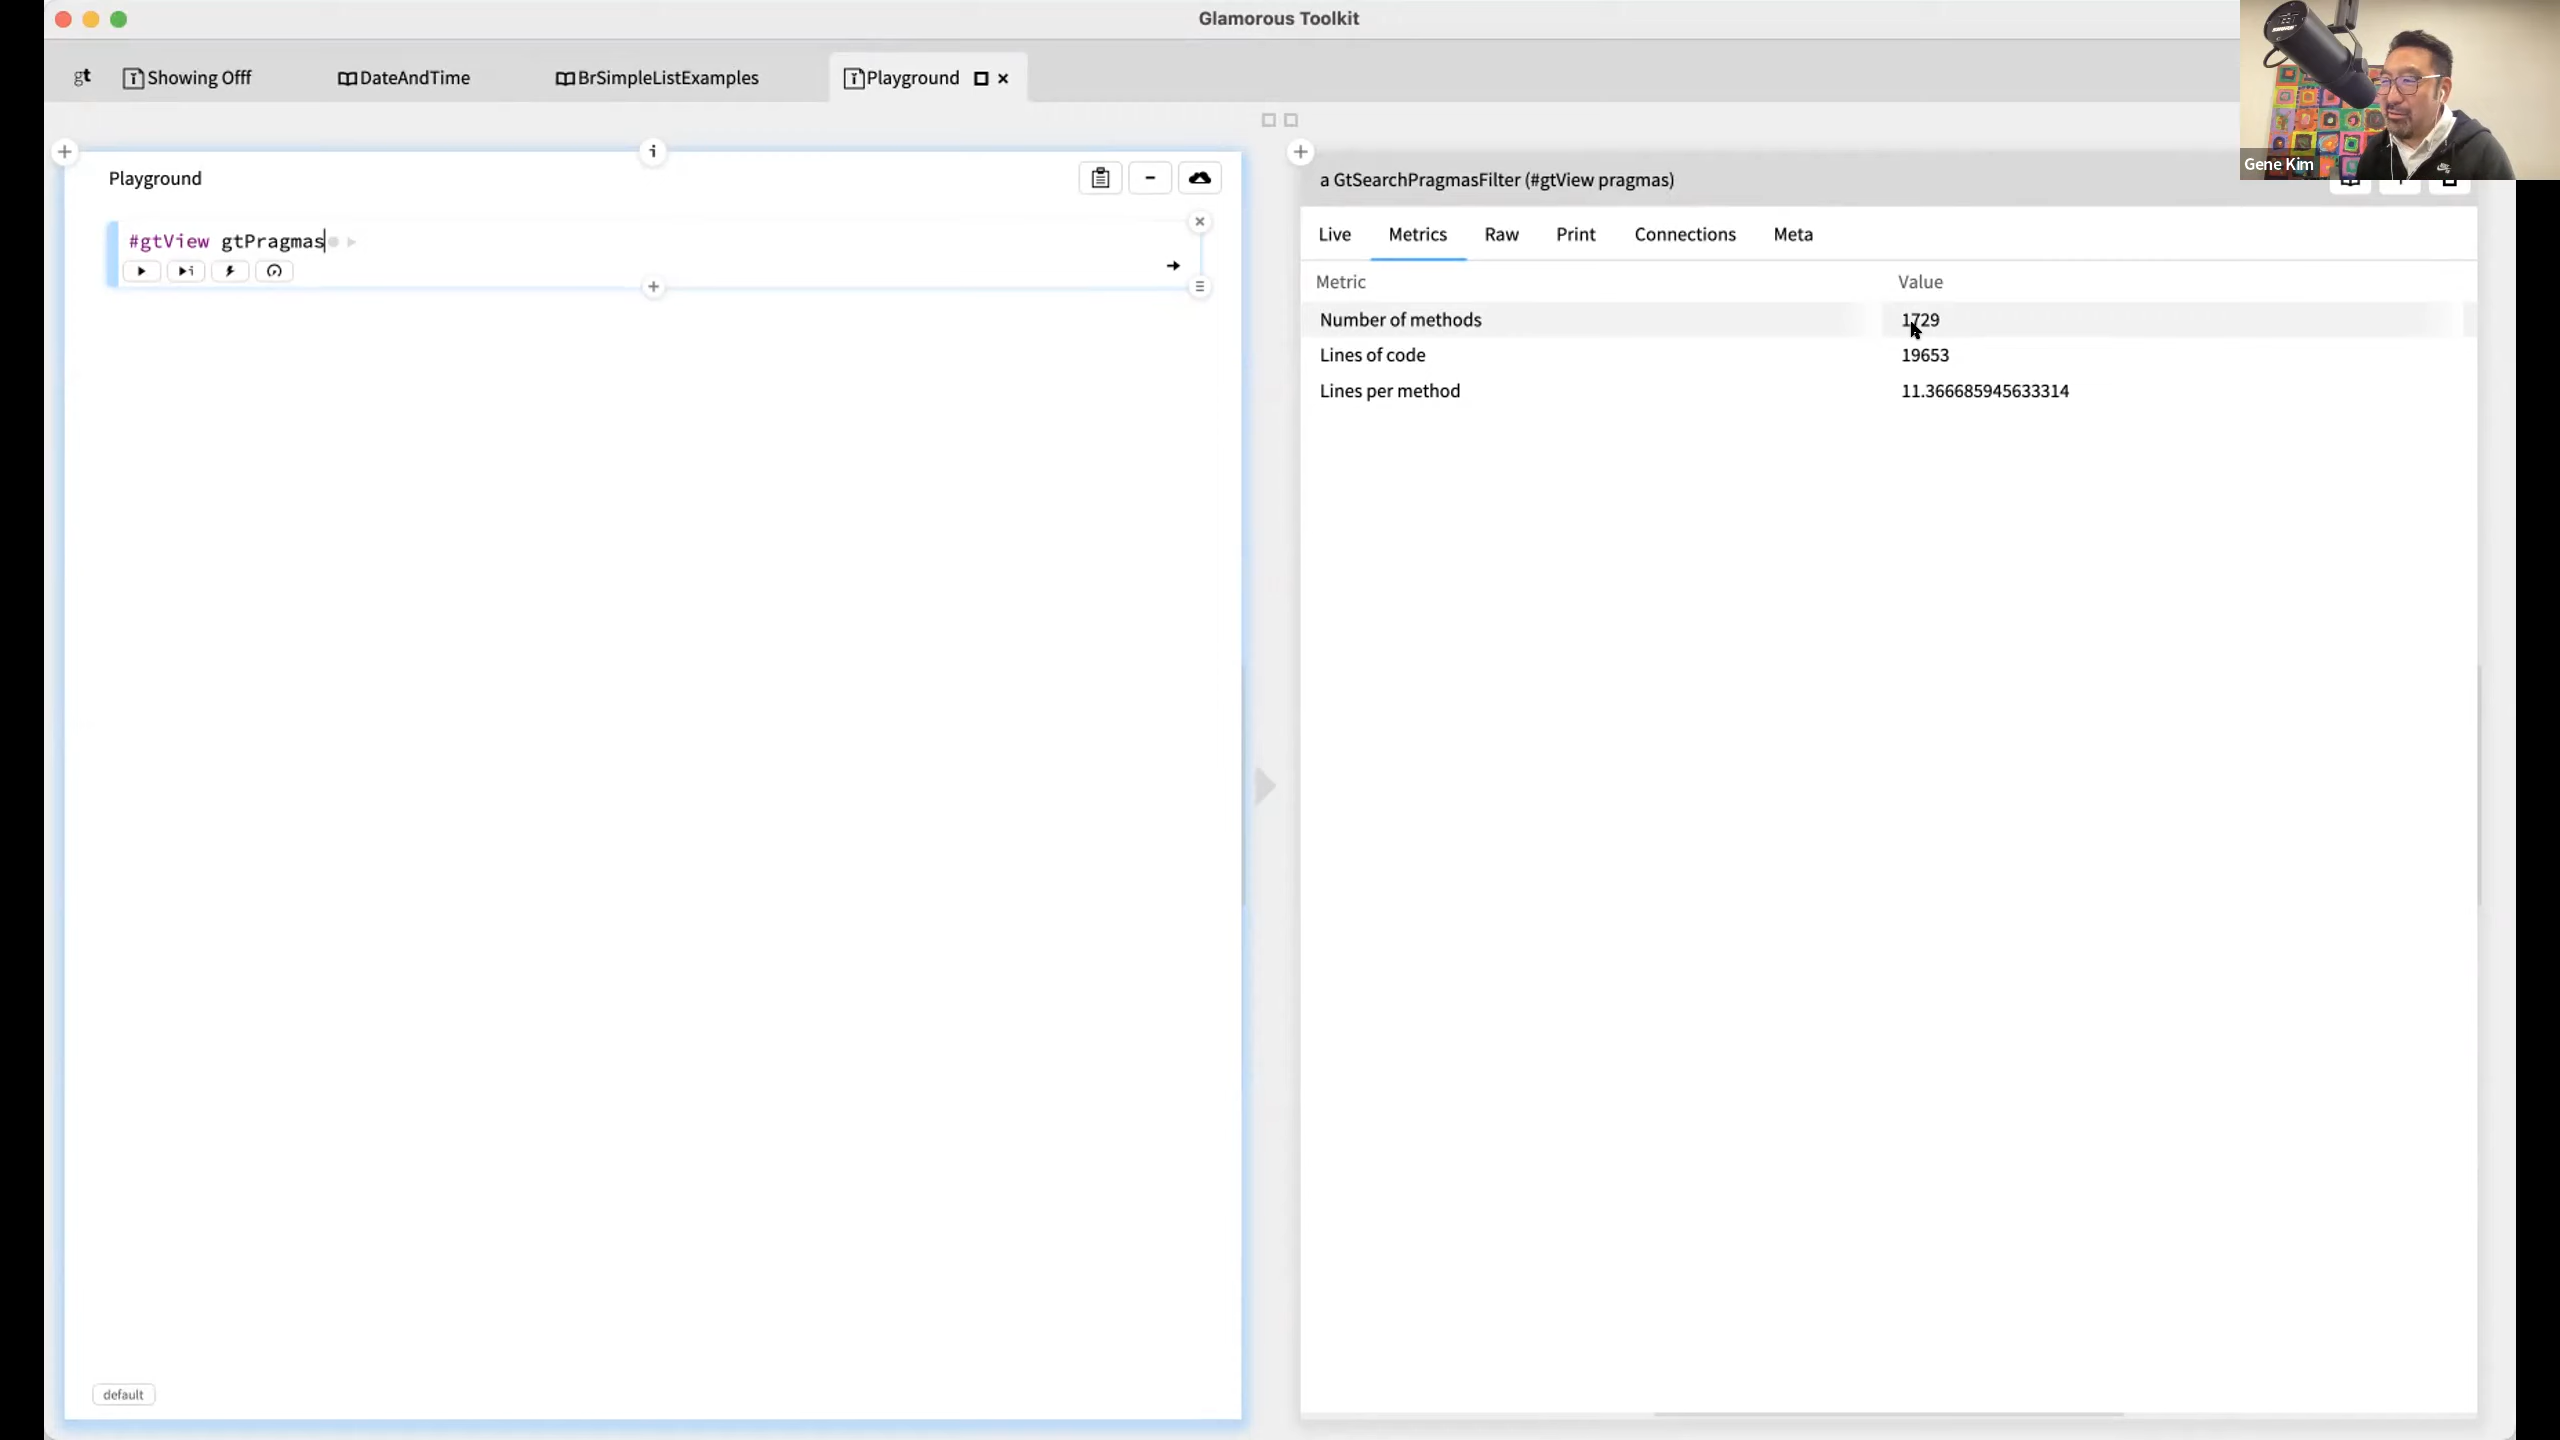 Glamorous Toolkit
gt Showing Offf DateAndTime BrSimpleListExamples Playground
Gene Kim
Playground
#gtView gtPragmas
default
a GtSearchPragmasFilter (#gtView pragmas)
Live Metrics Raw Print Connections Meta
Metric Value
Number of methods 1729
Lines of code 19653
Lines per method 11.366685945633314